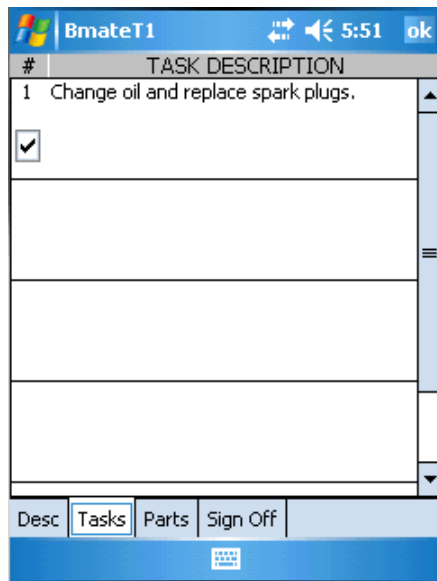 BmateT1 5:51 ok
# TASK DESCRIPTION
1 Change oil and replace spark plugs.
Desc Tasks Parts Sign Off